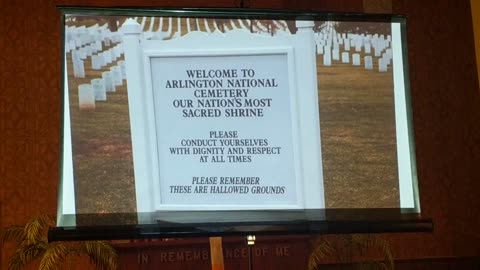 WELCOME TO
ARLINGTON NATIONAL
CEMETERY
OUR NATION'S MOST
SACRED SHRINE
PLEASE
CONDUCT YOURSELVES
WITH DIGNITY AND RESPECT
AT ALL TIMES
PLEASE REMEMBER
THESE ARE HALLOWED GROUNDS
IN REMEMBRANCE OF ME